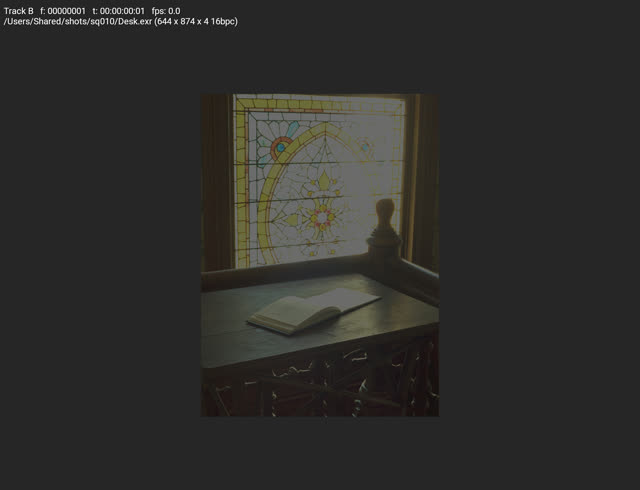 Track B f: 00000001 t: 00:00:00:01 fps: 0.0
/Users/Shared/shots/sq010/Desk.exr (644 x 874 x 4 16bpc)